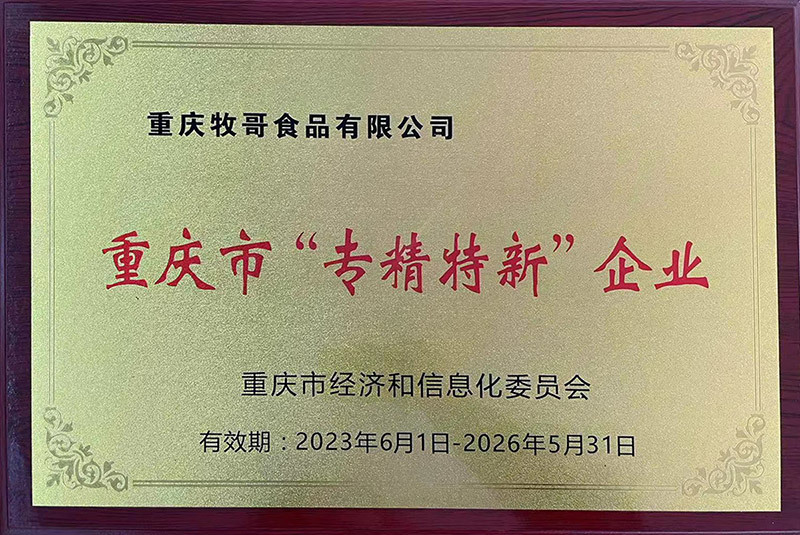 重庆牧哥食品有限公司
重庆市“专精特新”企业
重庆市经济和信息化委员会
有效期：2023年6月1日-2026年5月31日